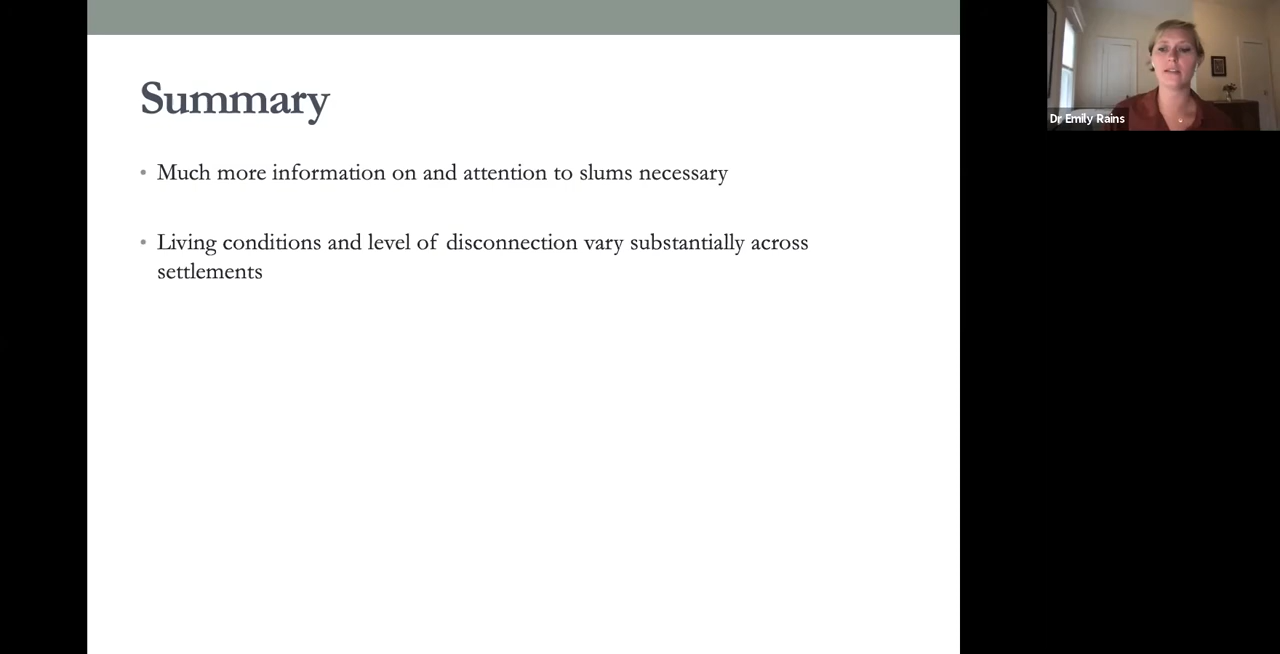 Summary
• Much more information on and attention to slums necessary
• Living conditions and level of disconnection vary substantially across
settlements
Dr Emily Rains